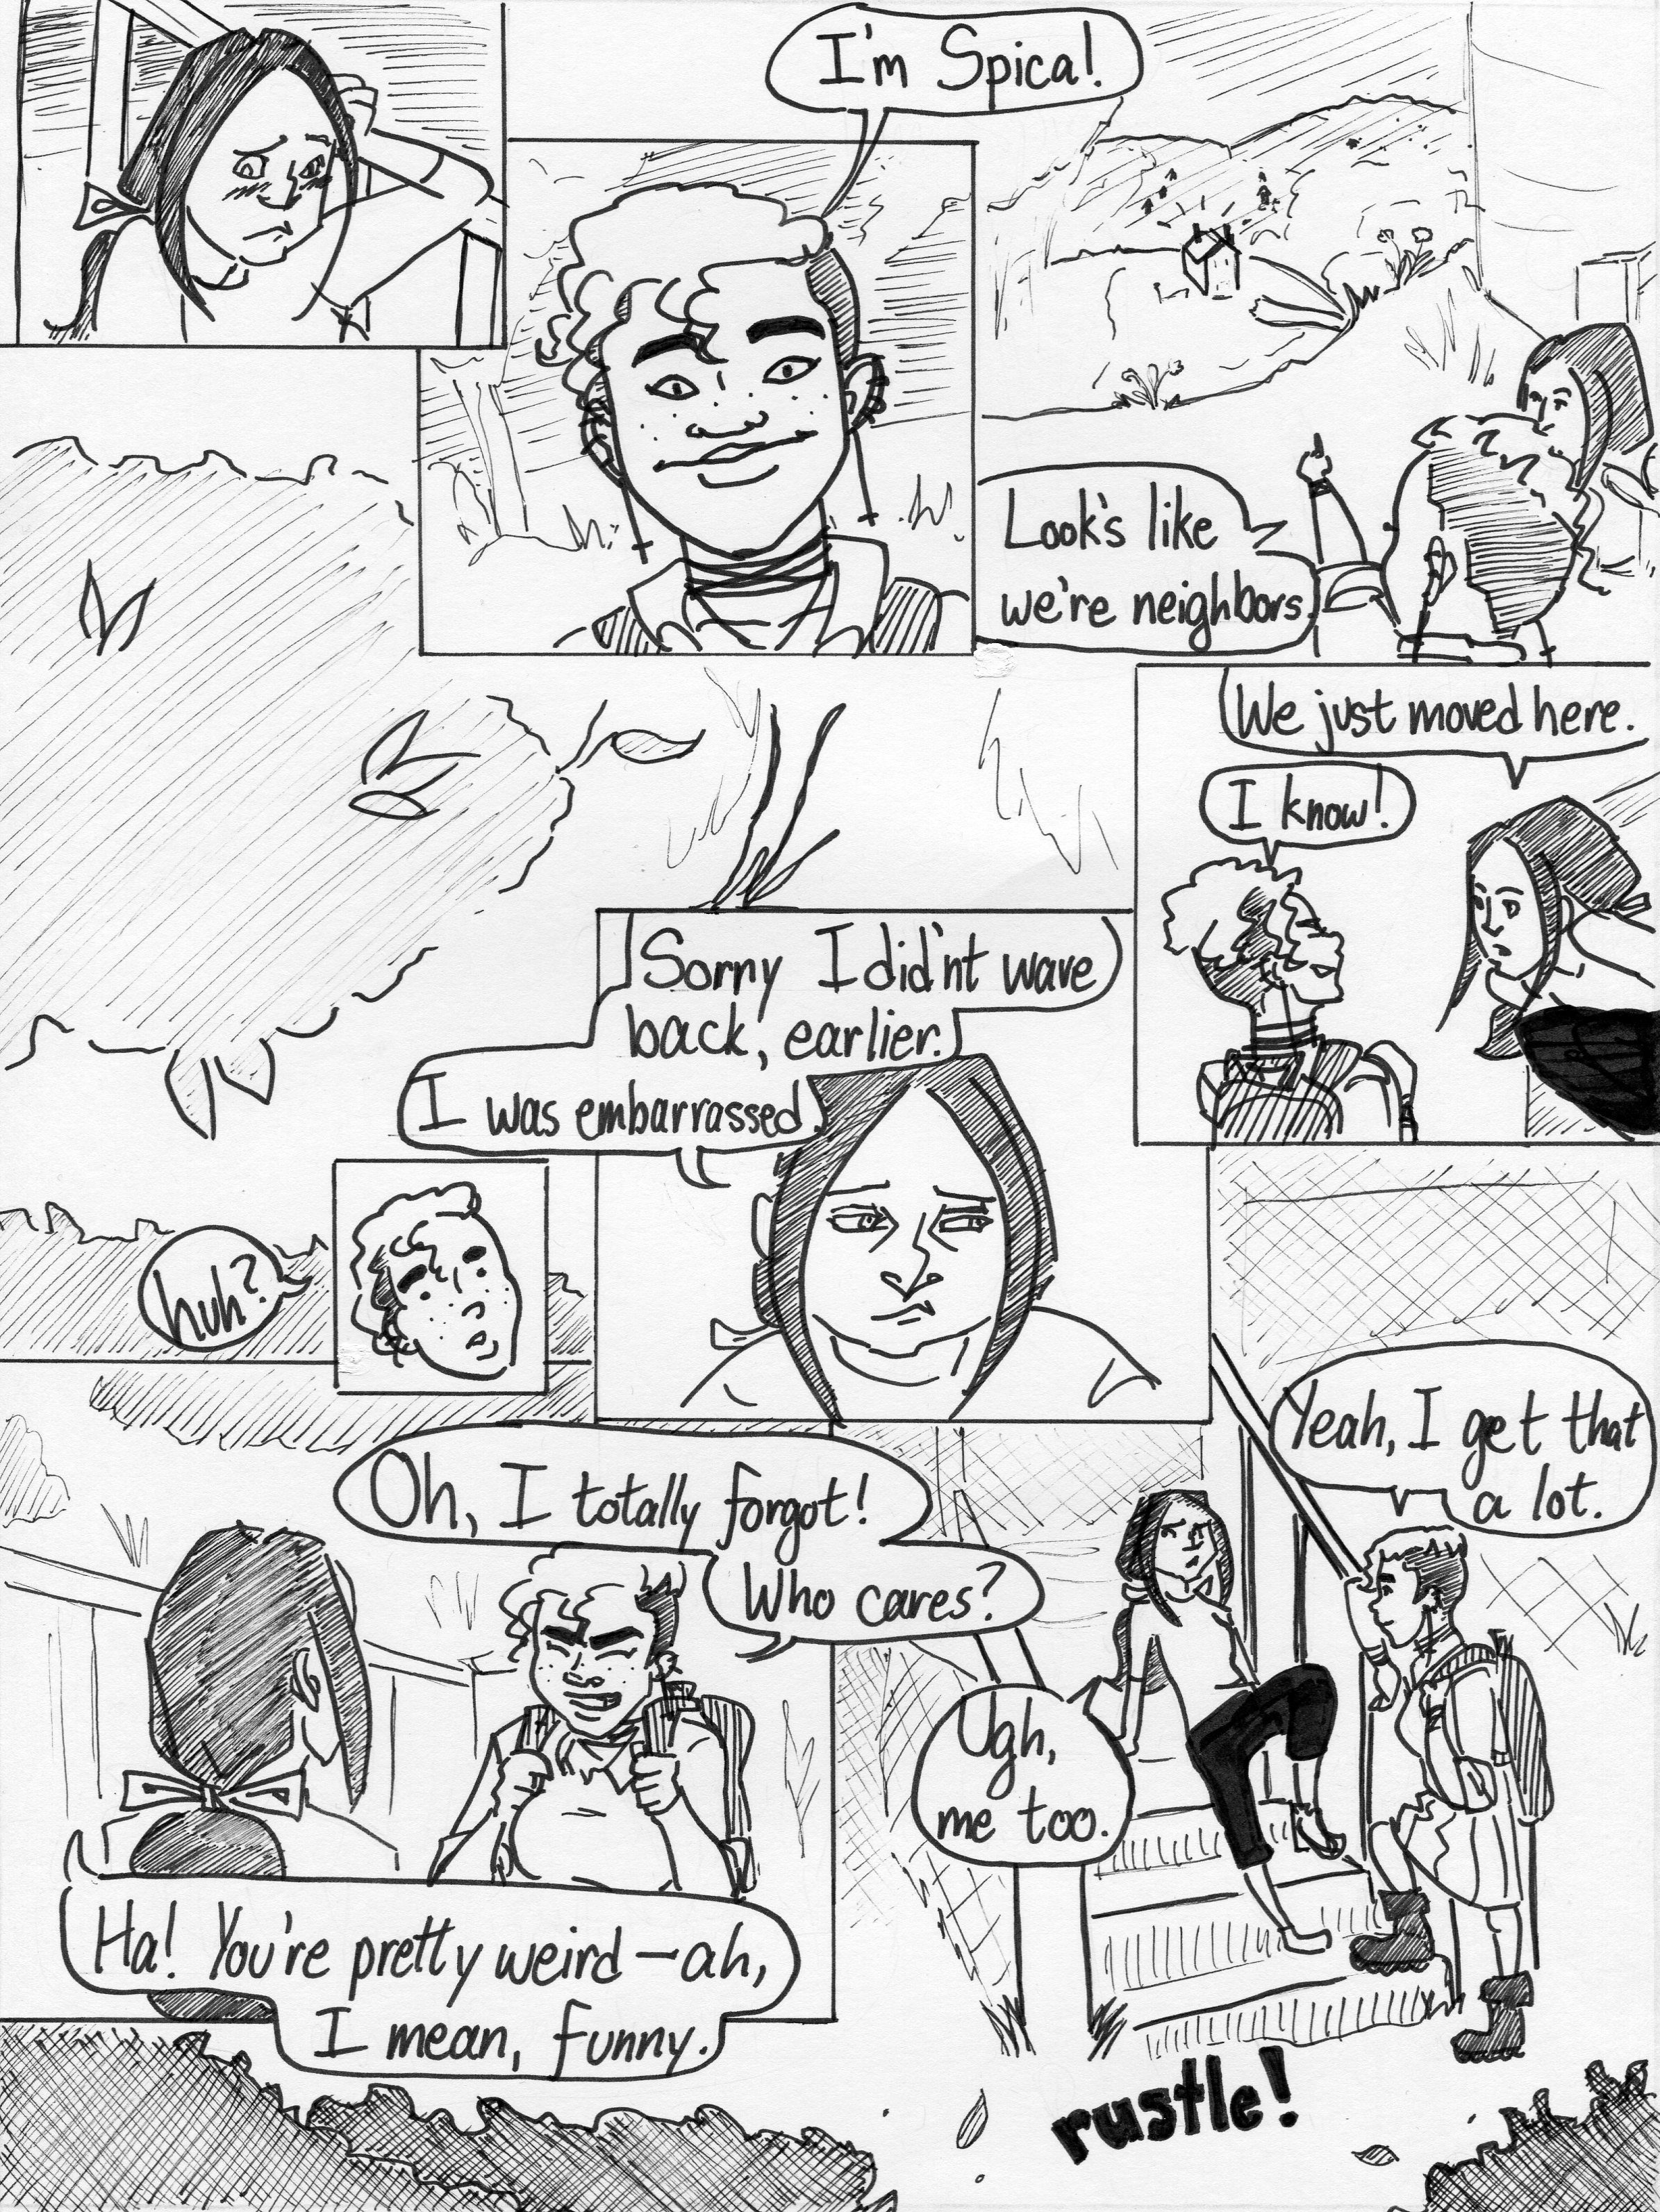 I'm Spica!
Look's like
we're neighbors.
We just moved here.
I know!
Sorry I did'nt wave
back, earlier.
I was embarrassed.
huh?
Oh, I totally forgot!
Who cares?
Ha! You're pretty weird—ah,
I mean, funny.
Yeah, I get that
a lot.
Ugh,
me too.
rustle!